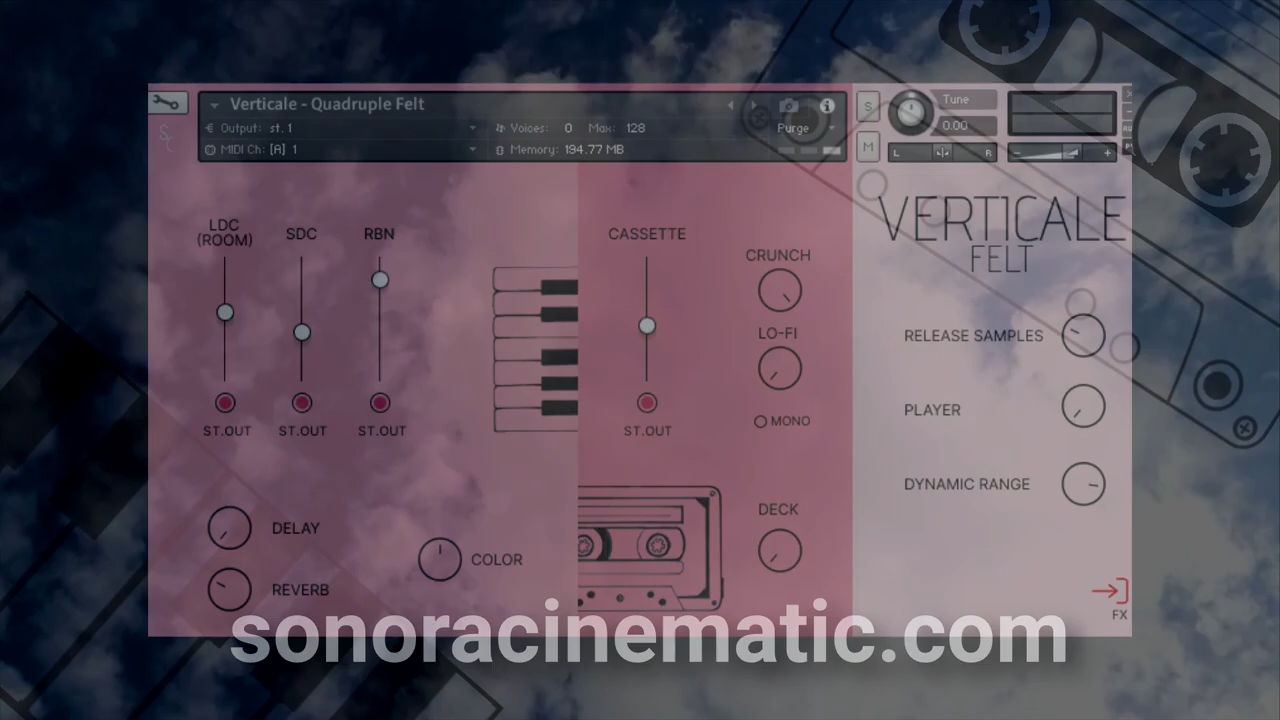 Verticale - Quadruple Felt
Output: st. 1
Voices: 0 Max: 128
Purge
MIDI Ch: [A] 1
Memory: 194.77 MB
S
M
Tune
0.00
L R
- +
VERTICALE
FELT
LDC
(ROOM)
SDC
RBN
ST.OUT
ST.OUT
ST.OUT
DELAY
REVERB
COLOR
CASSETTE
ST.OUT
CRUNCH
LO-FI
MONO
DECK
RELEASE SAMPLES
PLAYER
DYNAMIC RANGE
FX
sonoracinematic.com